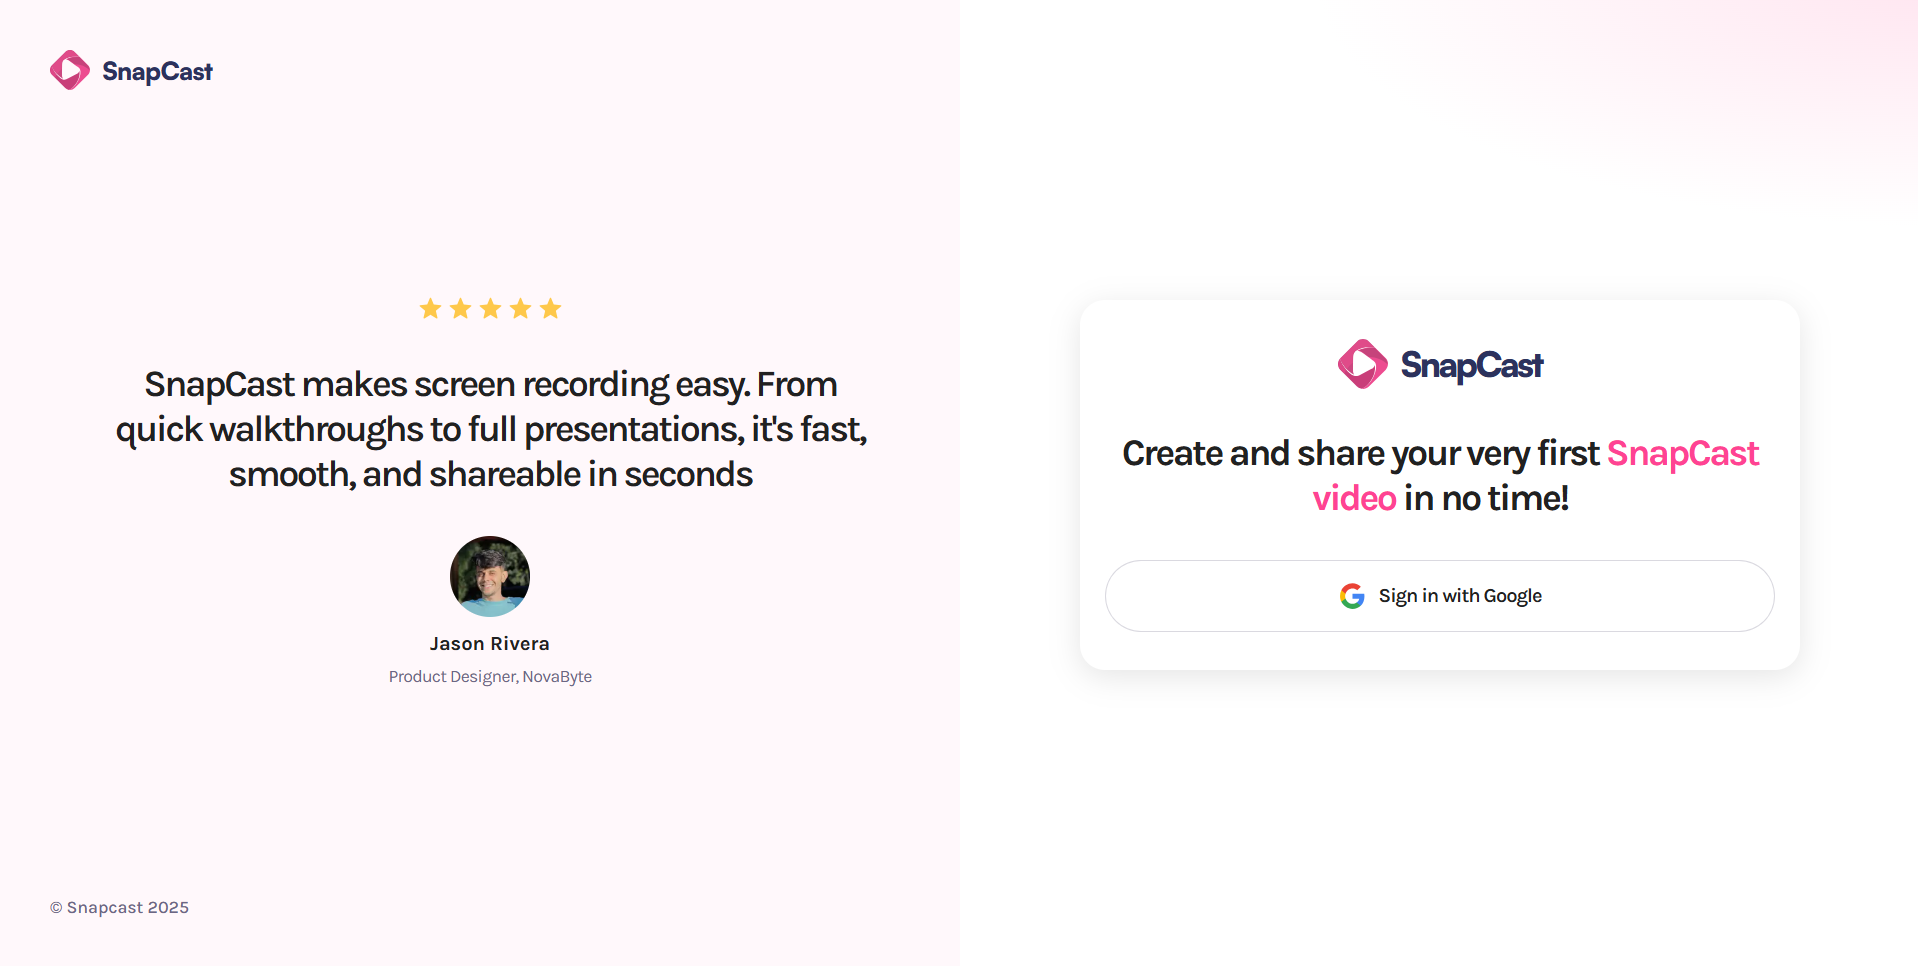 SnapCast
SnapCast makes screen recording easy. From
quick walkthroughs to full presentations, it's fast,
smooth, and shareable in seconds
Jason Rivera
Product Designer, NovaByte
© Snapcast 2025
SnapCast
Create and share your very first SnapCast
video in no time!
Sign in with Google